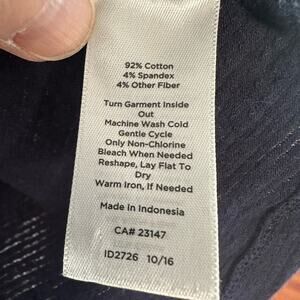 92% Cotton
4% Spandex
4% Other Fiber
Turn Garment Inside
Out
Machine Wash Cold
Gentle Cycle
Only Non-Chlorine
Bleach When Needed
Reshape, Lay Flat To
Dry
Warm Iron, If Needed
Made in Indonesia
CA# 23147
ID2726 10/16